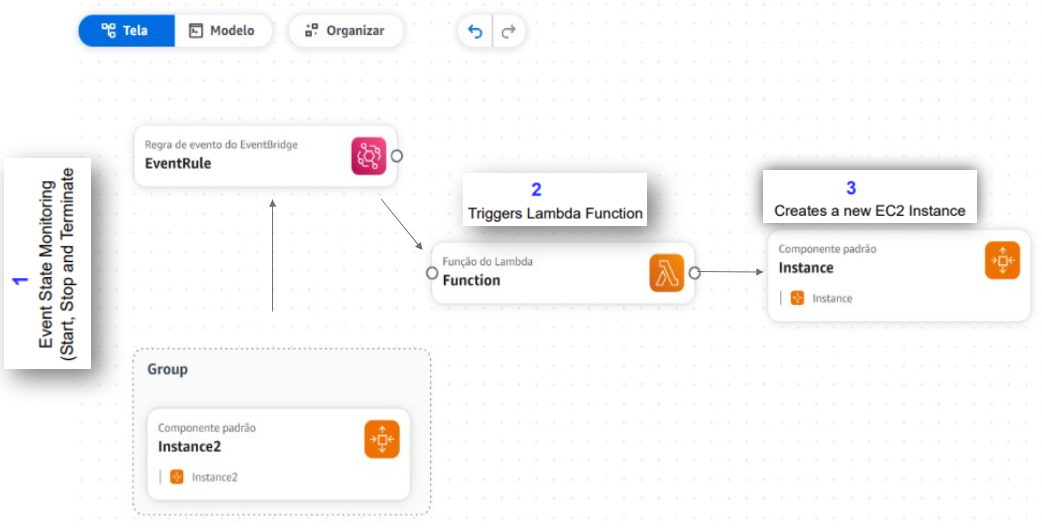 Tela
Modelo
Organizar
Regra de evento do EventBridge
EventRule
1
Event State Monitoring
(Start, Stop and Terminate
2
Triggers Lambda Function
3
Creates a new EC2 Instance
Função do Lambda
Function
Componente padrão
Instance
Instance
Group
Componente padrão
Instance2
Instance2